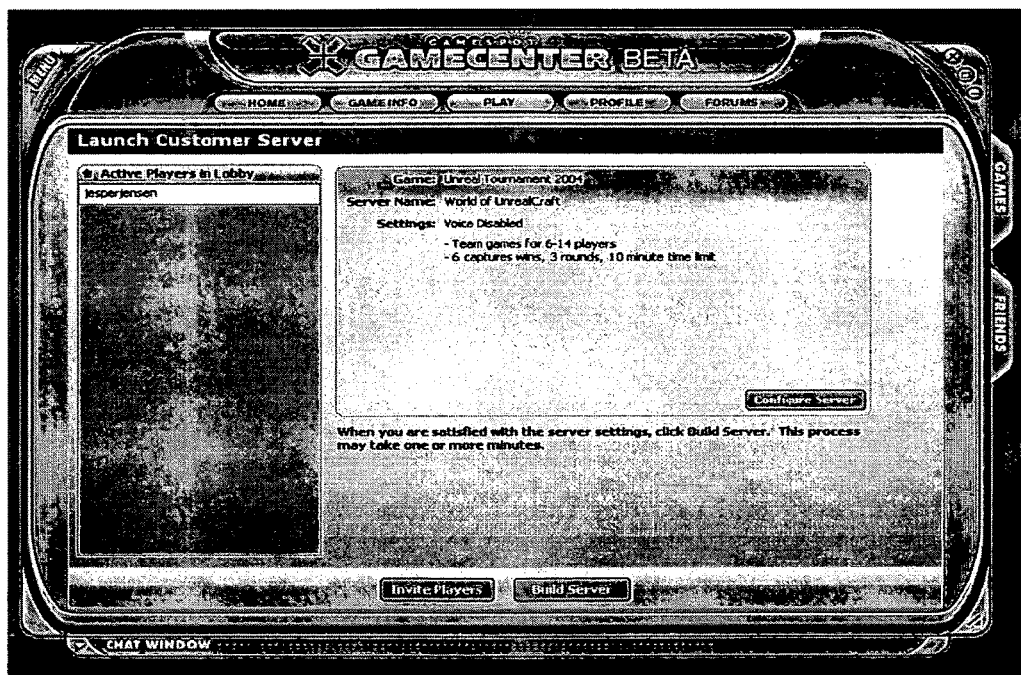 GAMESPOT
MENU
GAMECENTER BETA
HOME GAME INFO PLAY PROFILE FORUMS
Launch Customer Server
Active Players in Lobby
jesperjensen
Game: Unreal Tournament 2004
Server Name: World of UnrealCraft
Settings: Voice Disabled
- Team games for 6-14 players
- 6 captures wins, 3 rounds, 10 minute time limit
Configure Server
When you are satisfied with the server settings, click Build Server. This process
may take one or more minutes.
Invite Players Build Server
GAMES
FRIENDS
CHAT WINDOW